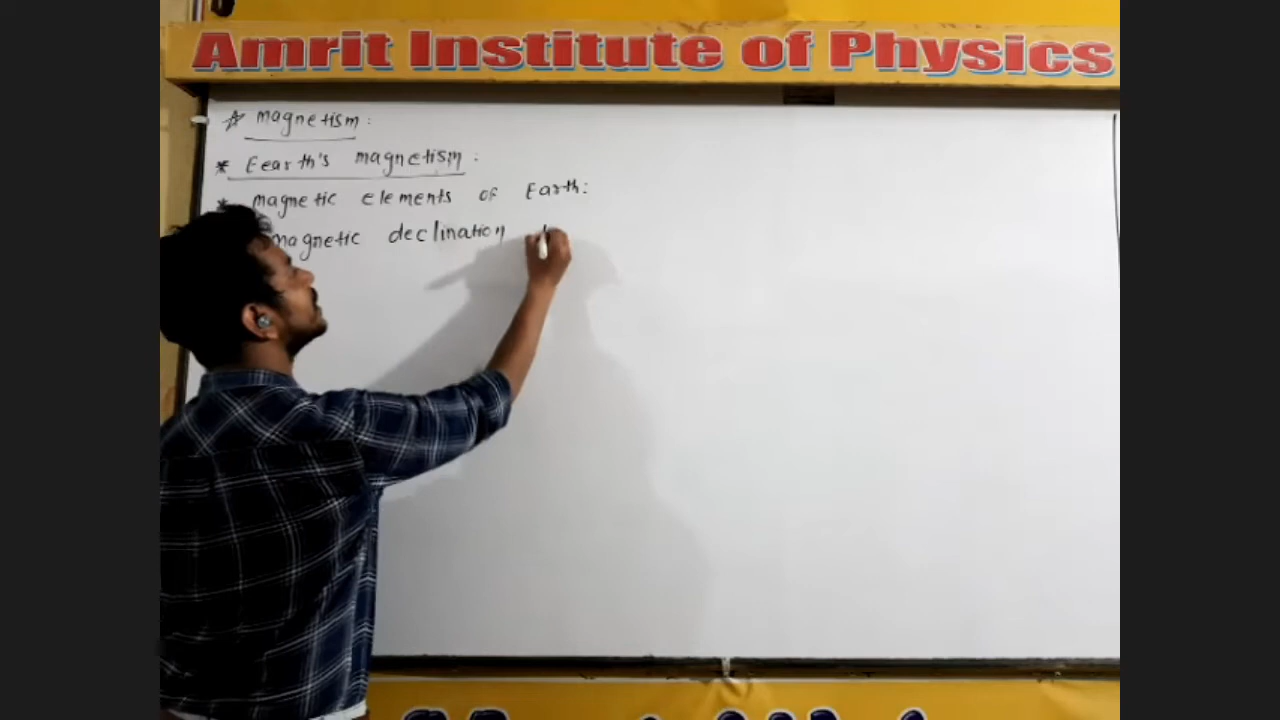 Amrit Institute of Physics
☆ magnetism :
* Eearth's magnetism :
* magnetic elements of Earth:
magnetic declination